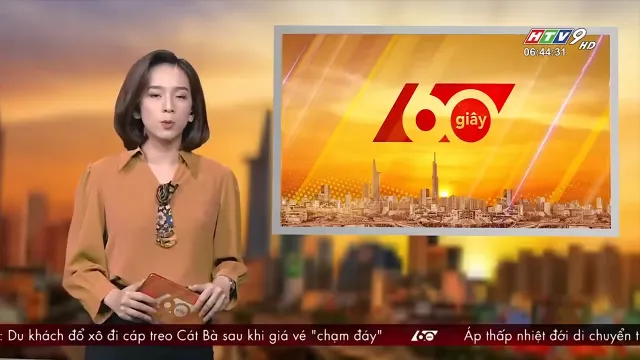 HTV9 HD
06:44:31
60 giây
: Du khách đổ xô đi cáp treo Cát Bà sau khi giá vé "chạm đáy" 60 Áp thấp nhiệt đới di chuyển